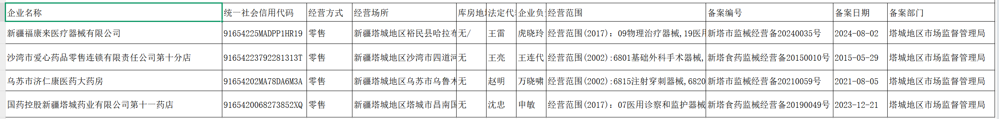 企业名称 统一社会信用代码 经营方式 经营场所 库房地 法定代 企业负 经营范围 备案编号 备案日期 备案部门
新疆福康来医疗器械有限公司 91654225MADPP1HR19 零售 新疆塔城地区裕民县哈拉布 无/ 王雷 虎晓玲 经营范围(2017): 09物理治疗器械,19医用 新塔市监械经营备20240035号 2024-08-02 塔城地区市场监督管理局
沙湾市爱心药品零售连锁有限责任公司第十分店 91654223792281313T 零售 新疆塔城地区沙湾市四道河 无 王亮 王连代 经营范围(2002):6801基础外科手术器械, 新塔食药监械经营备20150010号 2015-05-29 塔城地区市场监督管理局
乌苏市济仁康医药大药房 91654202MA78DA6M3A 零售 新疆塔城地区乌苏市乌鲁木 无 赵明 万晓啸 经营范围(2002):6815注射穿刺器械,6820 新塔市监械经营备20210059号 2021-08-05 塔城地区市场监督管理局
国药控股新疆塔城药业有限公司第十一药店 9165420068273852XQ 零售 新疆塔城地区塔城市昌南国 无 沈忠 申敏 经营范围(2017): 07医用诊察和监护器械 新塔食药监械经营备20190049号 2023-12-21 塔城地区市场监督管理局